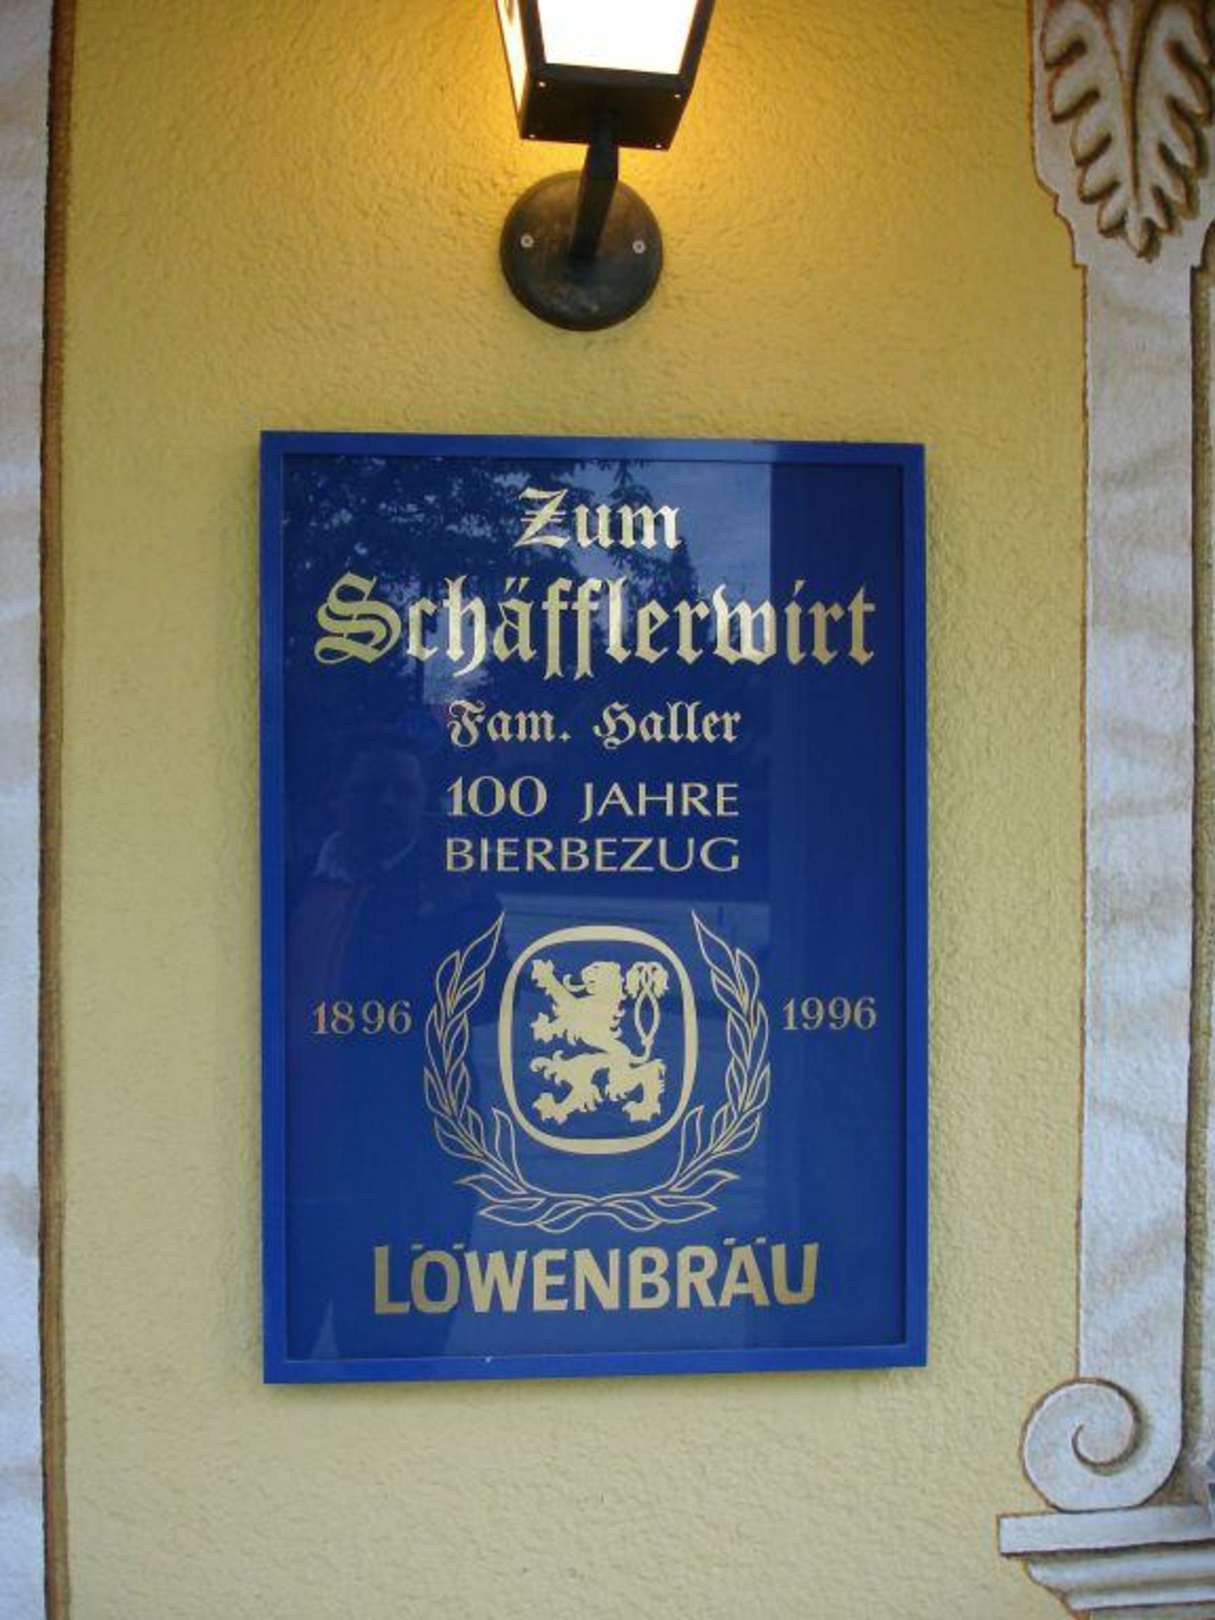 Zum
Schäfflerwirt
Fam. Haller
100 JAHRE
BIERBEZUG
1896 1996
LÖWENBRÄU